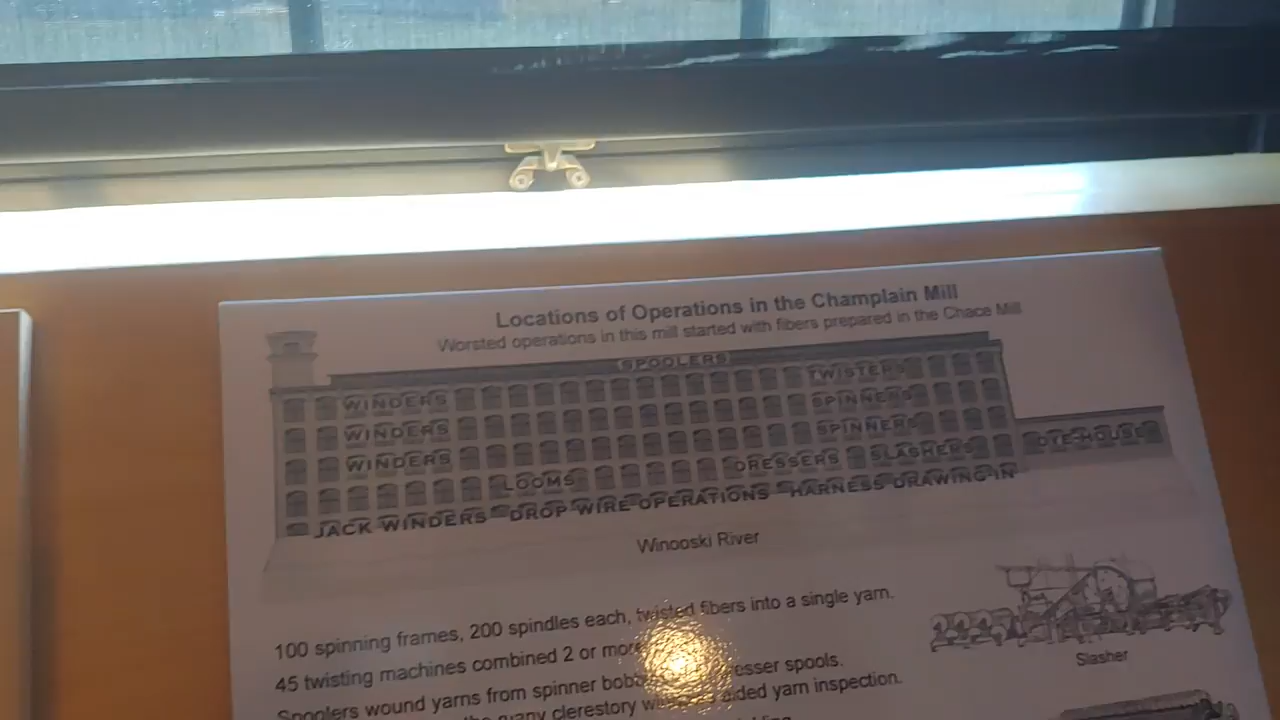 Locations of Operations in the Champlain Mill
Worsted operations in this mill started with fibers prepared in the Chace Mill
SPOOLERS
WINDERS TWISTERS
WINDERS SPINNERS
WINDERS SPINNERS
LOOMS DRESSERS SLASHERS DYE HOUSE
JACK WINDERS DROP WIRE OPERATIONS HARNESS DRAWING-IN
Winooski River
100 spinning frames, 200 spindles each, twisted fibers into a single yarn.
45 twisting machines combined 2 or more
Spoolers wound yarns from spinner esser spools.
many clerestory aided yarn inspection.
Slasher